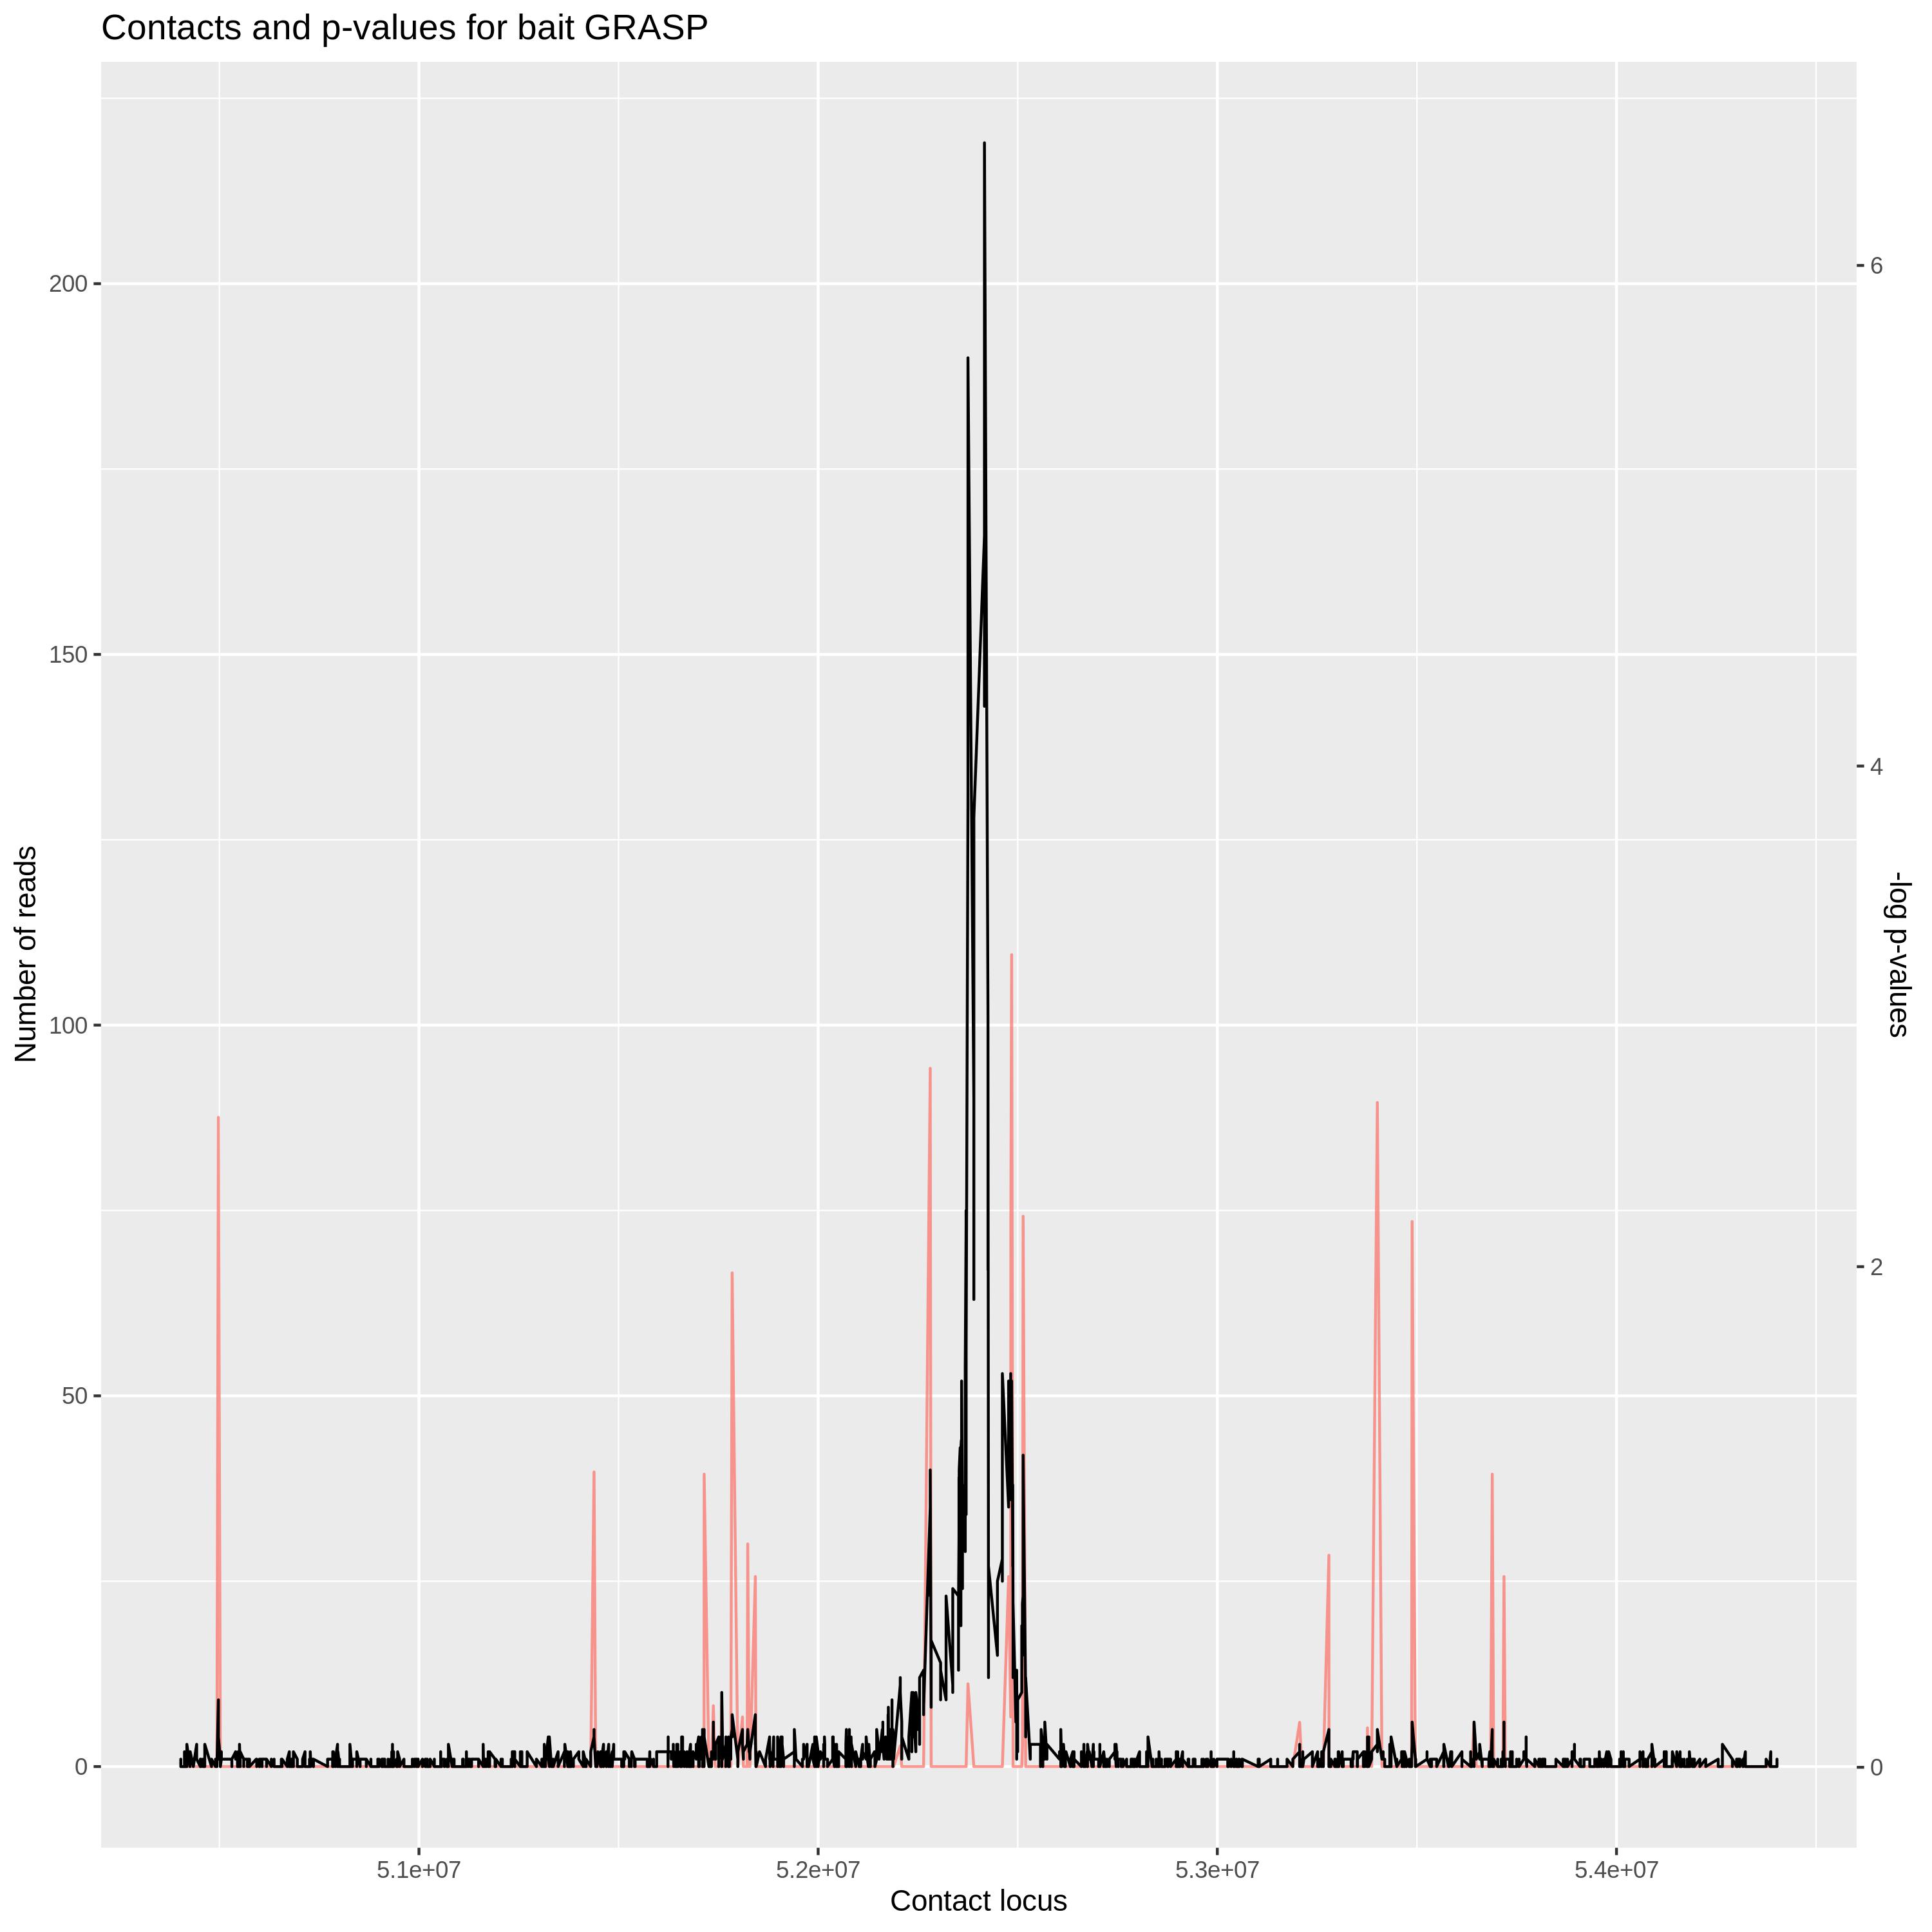 Contacts and p-values for bait GRASP
200
150
100
50
0
Number of reads
6
4
2
0
-log p-values
5.1e+07
5.2e+07
5.3e+07
5.4e+07
Contact locus